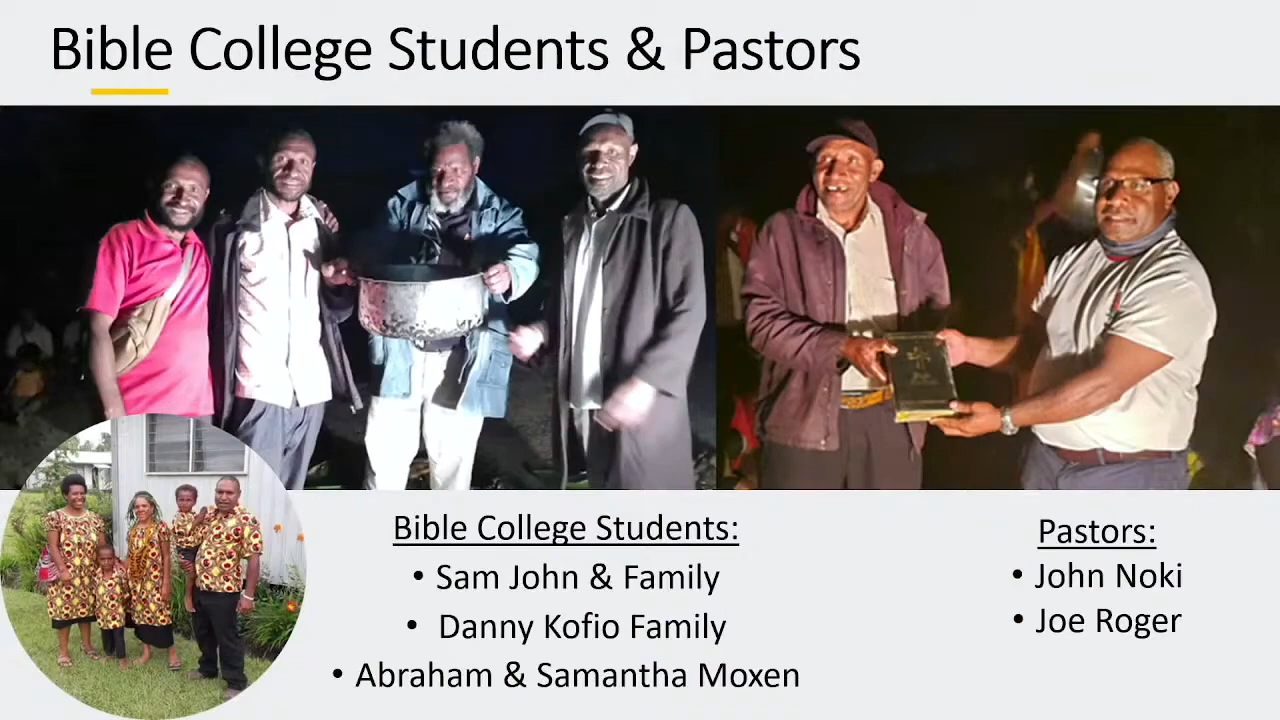 Bible College Students & Pastors
Bible College Students:
• Sam John & Family
• Danny Kofio Family
• Abraham & Samantha Moxen
Pastors:
• John Noki
• Joe Roger